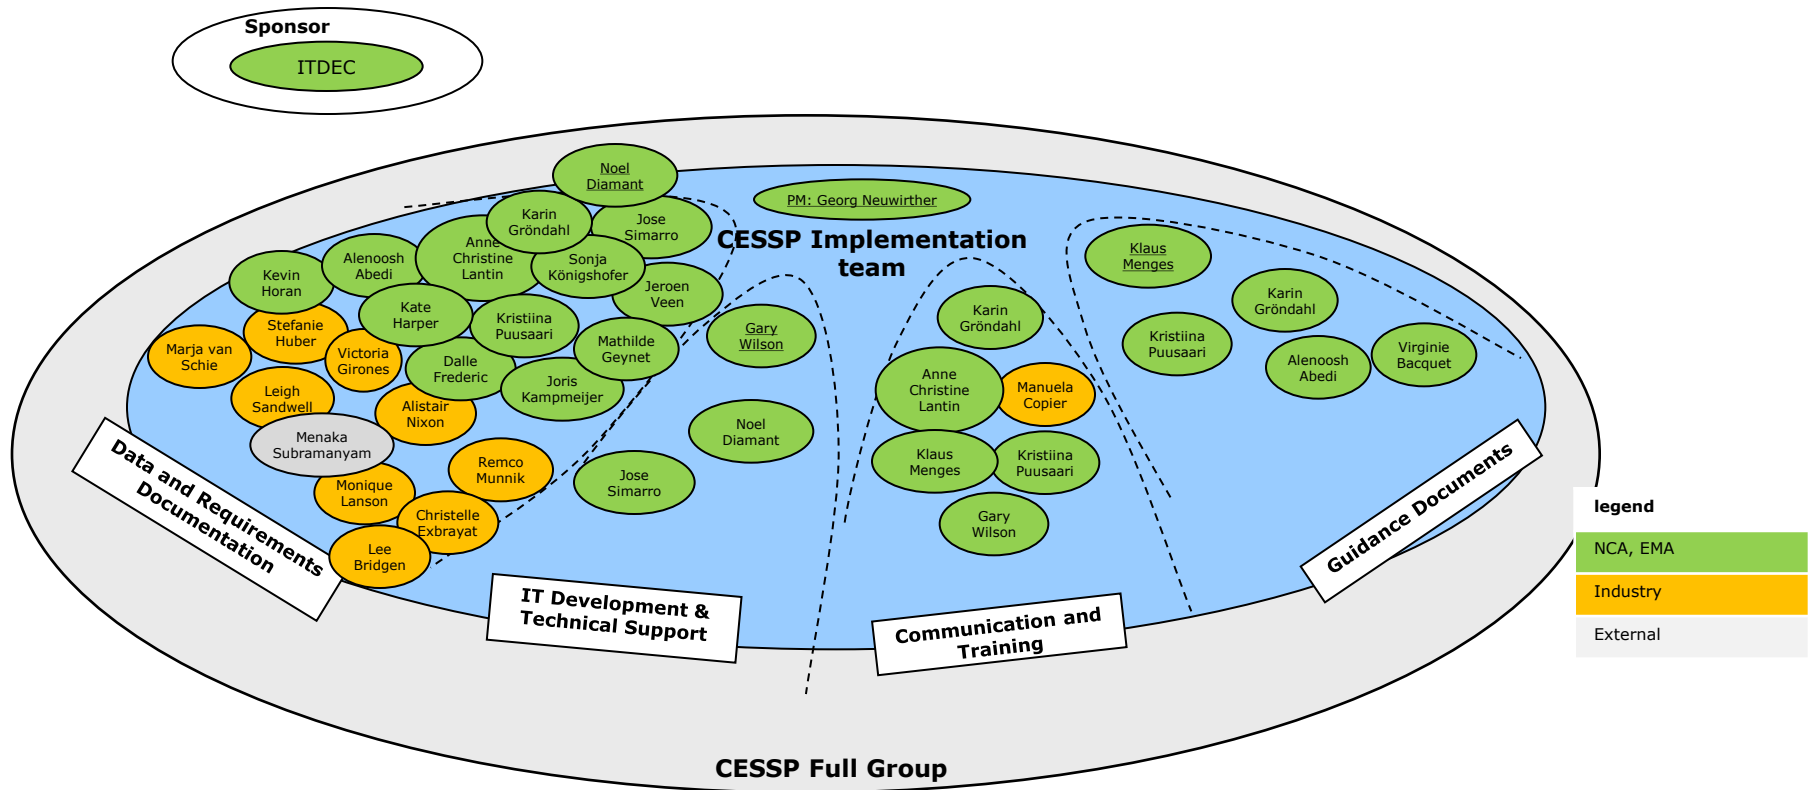 Sponsor
ITDEC
PM: Georg Neuwirther
CESSP Implementation
team
Noel
Diamant
Karin
Gröndahl
Jose
Simarro
Anne
Christine
Lantin
Sonja
Königshofer
Alenoosh
Abedi
Kevin
Horan
Jeroen
Veen
Kate
Harper
Kristiina
Puusaari
Mathilde
Geynet
Stefanie
Huber
Marja van
Schie
Victoria
Girones
Dalle
Frederic
Joris
Kampmeijer
Leigh
Sandwell
Alistair
Nixon
Menaka
Subramanyam
Remco
Munnik
Monique
Lanson
Christelle
Exbrayat
Lee
Bridgen
Data and Requirements
Documentation
Gary
Wilson
Noel
Diamant
Jose
Simarro
IT Development &
Technical Support
Karin
Gröndahl
Anne
Christine
Lantin
Manuela
Copier
Klaus
Menges
Kristiina
Puusaari
Gary
Wilson
Communication and
Training
Klaus
Menges
Karin
Gröndahl
Kristiina
Puusaari
Alenoosh
Abedi
Virginie
Bacquet
Guidance Documents
CESSP Full Group
legend
NCA, EMA
Industry
External